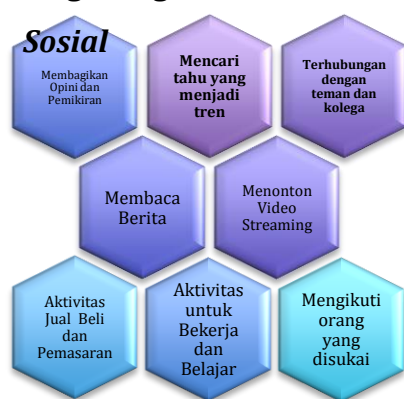 Sosial
Membagikan
Opini dan
Pemikiran
Mencari
tahu yang
menjadi
tren
Terhubungan
dengan
teman dan
kolega
Membaca
Berita
Menonton
Video
Streaming
Aktivitas
Jual Beli
dan
Pemasaran
Aktivitas
untuk
Bekerja
dan
Belajar
Mengikuti
orang
yang
disukai